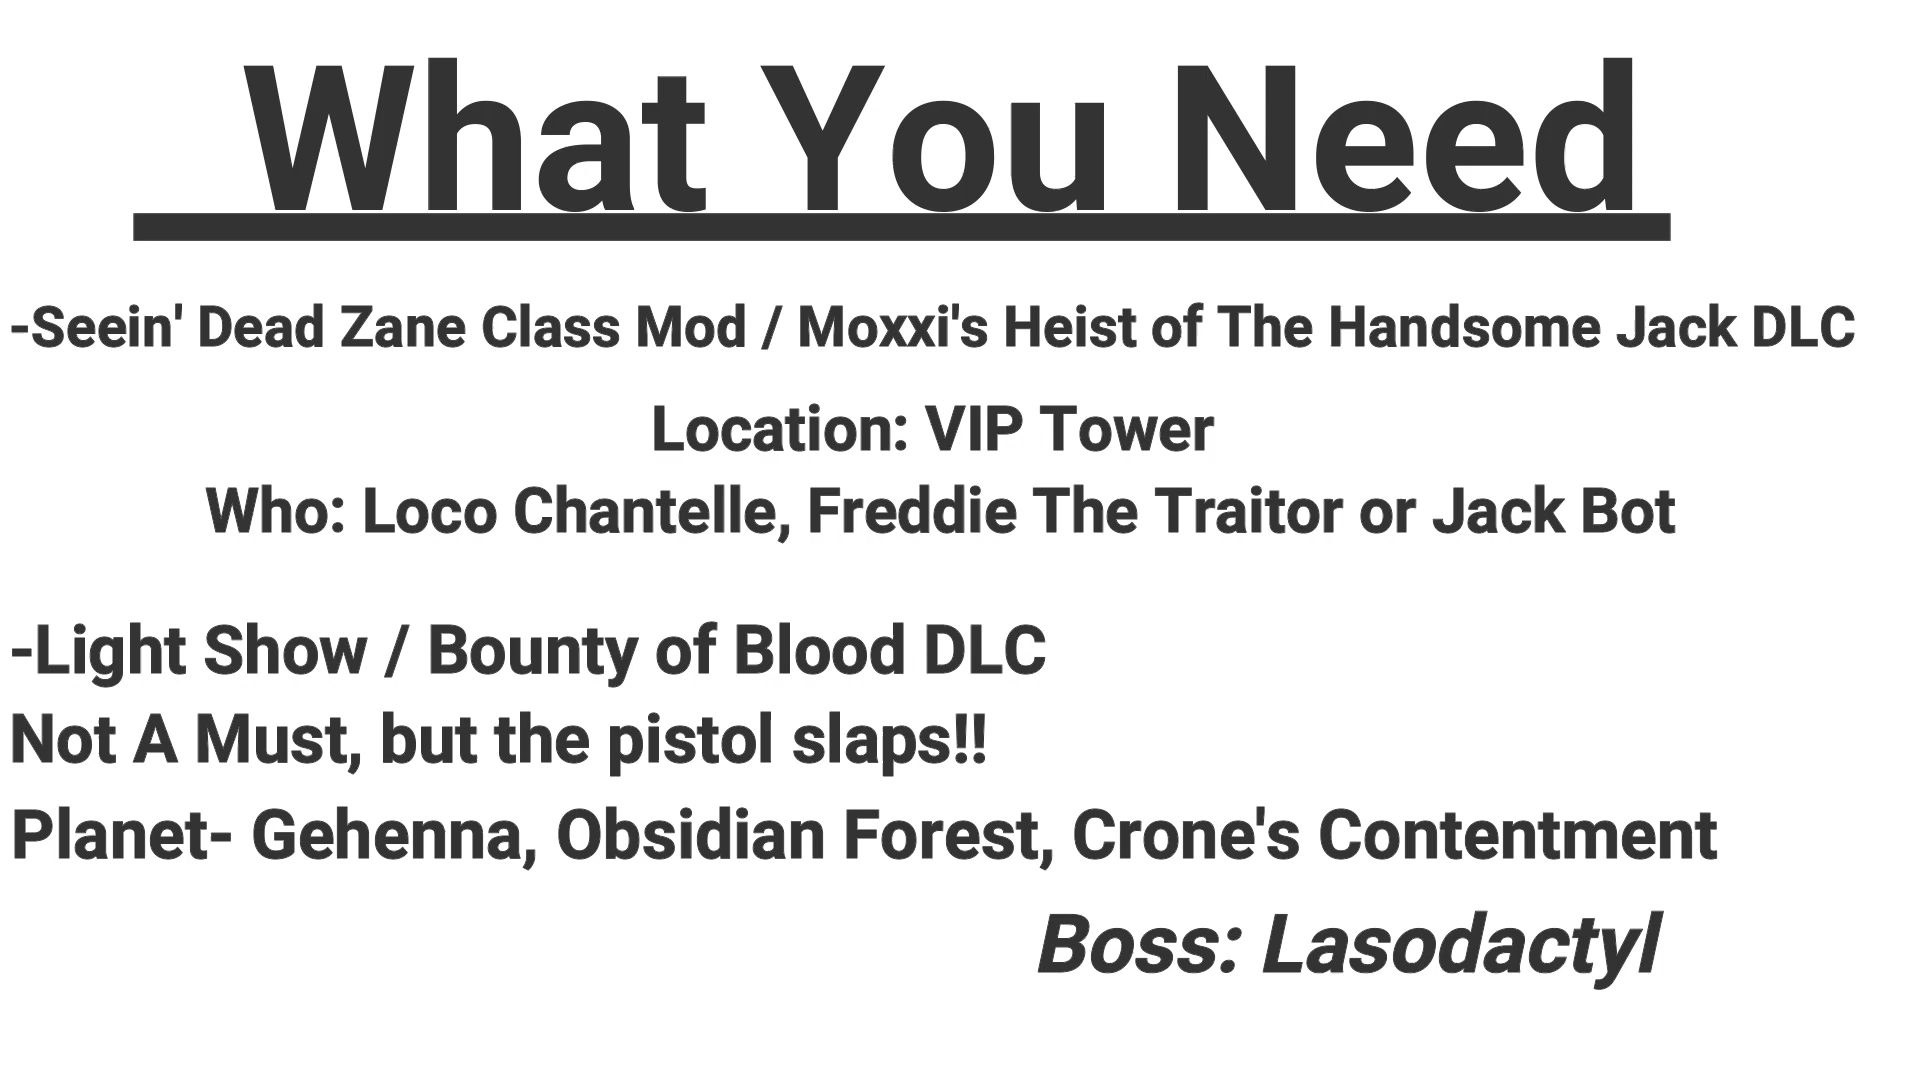 What You Need
-Seein' Dead Zane Class Mod / Moxxi's Heist of The Handsome Jack DLC
Location: VIP Tower
Who: Loco Chantelle, Freddie The Traitor or Jack Bot
-Light Show / Bounty of Blood DLC
Not A Must, but the pistol slaps!!
Planet- Gehenna, Obsidian Forest, Crone's Contentment
Boss: Lasodactyl